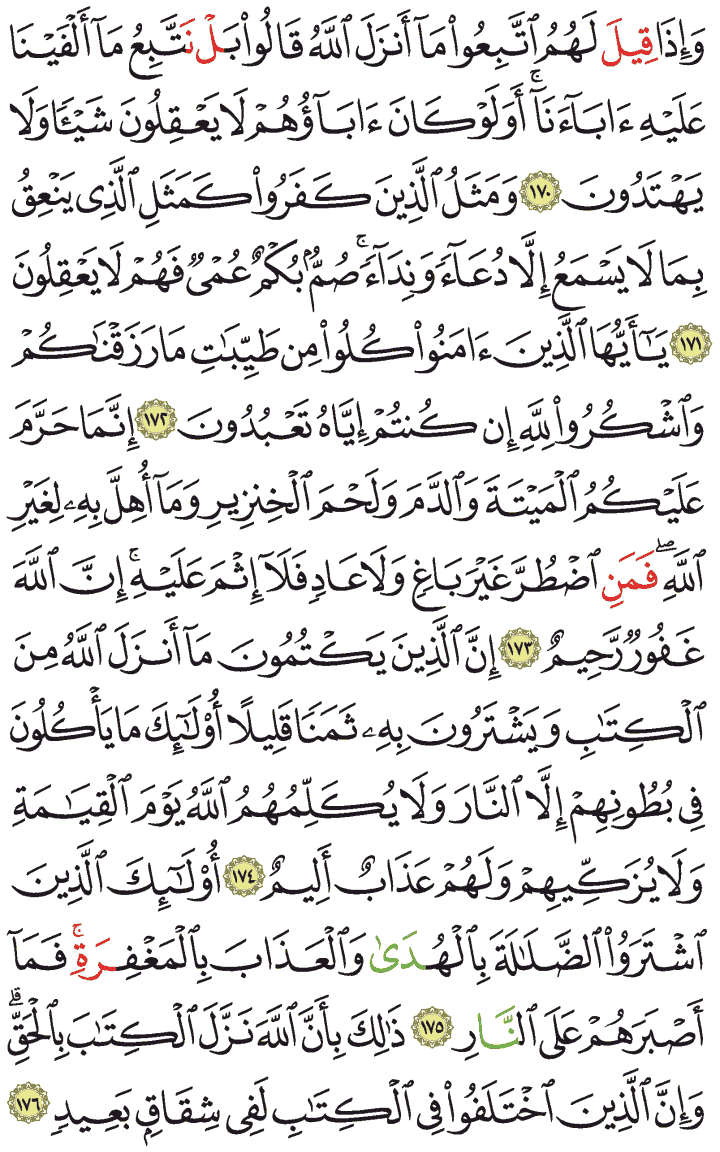 وَإِذَا قِيلَ لَهُمُ ٱتَّبِعُوا۟ مَآ أَنزَلَ ٱللَّهُ قَالُوا۟ بَلْ نَتَّبِعُ مَآ أَلْفَيْنَا
عَلَيْهِ ءَابَآءَنَآ ۚ أَوَلَوْ كَانَ ءَابَآؤُهُمْ لَا يَعْقِلُونَ شَيْـًٔا وَلَا
يَهْتَدُونَ ١٧٠ وَمَثَلُ ٱلَّذِينَ كَفَرُوا۟ كَمَثَلِ ٱلَّذِى يَنْعِقُ
بِمَا لَا يَسْمَعُ إِلَّا دُعَآءً وَنِدَآءً ۚ صُمٌّۢ بُكْمٌ عُمْىٌ فَهُمْ لَا يَعْقِلُونَ
١٧١ يَـٰٓأَيُّهَا ٱلَّذِينَ ءَامَنُوا۟ كُلُوا۟ مِن طَيِّبَـٰتِ مَا رَزَقْنَـٰكُمْ
وَٱشْكُرُوا۟ لِلَّهِ إِن كُنتُمْ إِيَّاهُ تَعْبُدُونَ ١٧٢ إِنَّمَا حَرَّمَ
عَلَيْكُمُ ٱلْمَيْتَةَ وَٱلدَّمَ وَلَحْمَ ٱلْخِنزِيرِ وَمَآ أُهِلَّ بِهِۦ لِغَيْرِ
ٱللَّهِ ۖ فَمَنِ ٱضْطُرَّ غَيْرَ بَاغٍ وَلَا عَادٍ فَلَآ إِثْمَ عَلَيْهِ ۚ إِنَّ ٱللَّهَ
غَفُورٌ رَّحِيمٌ ١٧٣ إِنَّ ٱلَّذِينَ يَكْتُمُونَ مَآ أَنزَلَ ٱللَّهُ مِنَ
ٱلْكِتَـٰبِ وَيَشْتَرُونَ بِهِۦ ثَمَنًا قَلِيلًا أُو۟لَـٰٓئِكَ مَا يَأْكُلُونَ
فِى بُطُونِهِمْ إِلَّا ٱلنَّارَ وَلَا يُكَلِّمُهُمُ ٱللَّهُ يَوْمَ ٱلْقِيَـٰمَةِ
وَلَا يُزَكِّيهِمْ وَلَهُمْ عَذَابٌ أَلِيمٌ ١٧٤ أُو۟لَـٰٓئِكَ ٱلَّذِينَ
ٱشْتَرَوُا۟ ٱلضَّلَـٰلَةَ بِٱلْهُدَىٰ وَٱلْعَذَابَ بِٱلْمَغْفِرَةِ ۚ فَمَآ
أَصْبَرَهُمْ عَلَى ٱلنَّارِ ١٧٥ ذَٰلِكَ بِأَنَّ ٱللَّهَ نَزَّلَ ٱلْكِتَـٰبَ بِٱلْحَقِّ ۗ
وَإِنَّ ٱلَّذِينَ ٱخْتَلَفُوا۟ فِى ٱلْكِتَـٰبِ لَفِى شِقَاقٍۭ بَعِيدٍ ١٧٦